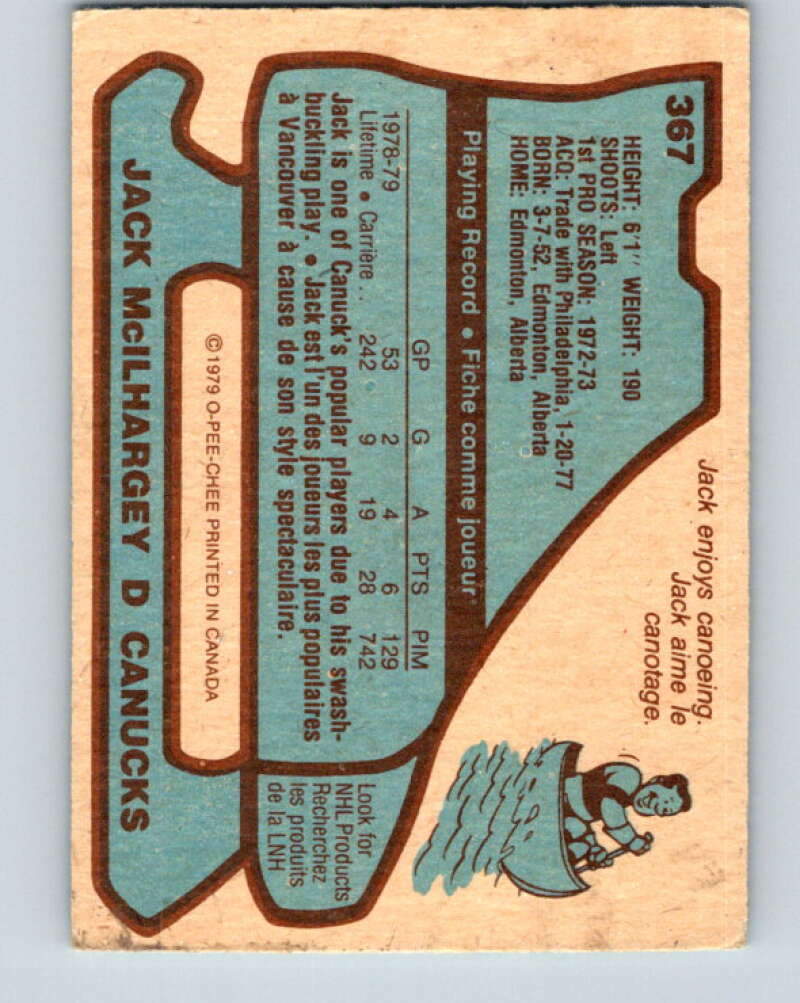 367
HEIGHT: 6'1'' WEIGHT: 190
SHOOTS: Left
1st PRO SEASON: 1972-73
ACQ: Trade with Philadelphia, 1-20-77
BORN: 3-7-52, Edmonton, Alberta
HOME: Edmonton, Alberta
Jack enjoys canoeing.
Jack aime le
canotage.
Playing Record • Fiche comme joueur
GP G A PTS PIM
1978-79 53 2 4 6 129
Lifetime • Carrière .. 242 9 19 28 742
Jack is one of Canuck's popular players due to his swash-
buckling play. • Jack est l'un des joueurs les plus populaires
à Vancouver à cause de son style spectaculaire.
Look for
NHL Products
Recherchez
les produits
de la LNH
©1979 O-PEE-CHEE PRINTED IN CANADA
JACK McILHARGEY D CANUCKS